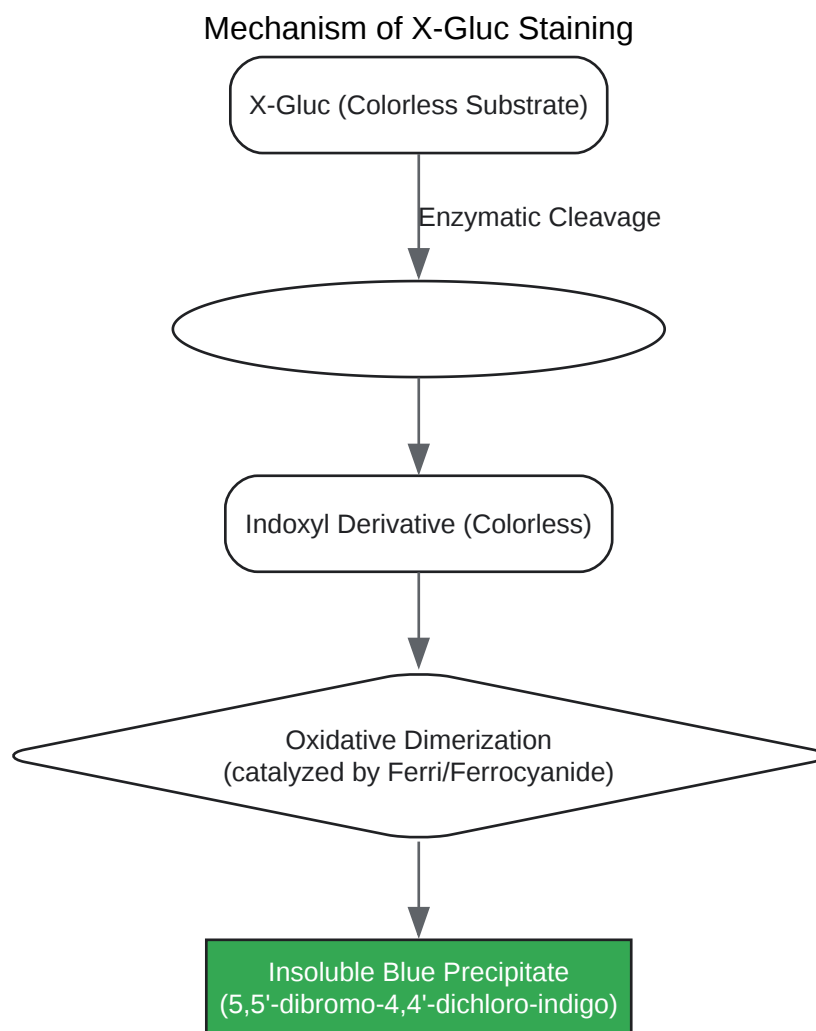 Mechanism of X-Gluc Staining
X-Gluc (Colorless Substrate)
Enzymatic Cleavage
Indoxyl Derivative (Colorless)
Oxidative Dimerization
(catalyzed by Ferri/Ferrocyanide)
Insoluble Blue Precipitate
(5,5'-dibromo-4,4'-dichloro-indigo)